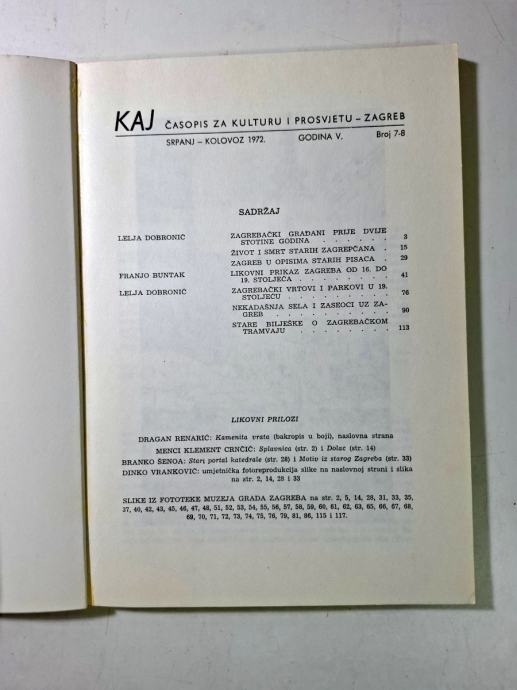 KAJ ČASOPIS ZA KULTURU I PROSVJETU – ZAGREB
SRPANJ – KOLOVOZ 1972. GODINA V. Broj 7-8
SADRŽAJ
LELJA DOBRONIĆ ZAGREBAČKI GRAĐANI PRIJE DVIJE
STOTINE GODINA . . . . . . 3
ŽIVOT I SMRT STARIH ZAGREPČANA . 15
ZAGREB U OPISIMA STARIH PISACA . 29
FRANJO BUNTAK LIKOVNI PRIKAZ ZAGREBA OD 16. DO
19. STOLJEĆA . . . . . . . 41
LELJA DOBRONIĆ ZAGREBAČKI VRTOVI I PARKOVI U 19.
STOLJEĆU . . . . . . . . 76
NEKADAŠNJA SELA I ZASEOCI UZ ZA-
GREB . . . . . . . . . 90
STARE BILJEŠKE O ZAGREBAČKOM
TRAMVAJU . . . . . . . 113
LIKOVNI PRILOZI
DRAGAN RENARIĆ: Kamenita vrata (bakropis u boji), naslovna strana
MENCI KLEMENT CRNČIĆ: Splavnica (str. 2) i Dolac (str. 14)
BRANKO ŠENOA: Stari portal katedrale (str. 28) i Motiv iz starog Zagreba (str. 33)
DINKO VRANKOVIĆ: umjetnička fotoreprodukcija slike na naslovnoj strani i slika
na str. 2, 14, 28 i 33
SLIKE IZ FOTOTEKE MUZEJA GRADA ZAGREBA na str. 2, 5, 14, 28, 31, 33, 35,
37, 40, 42, 43, 45, 46, 47, 48, 51, 52, 53, 54, 55, 56, 57, 58, 59, 60, 61, 62, 63, 65, 66, 67, 68,
69, 70, 71, 72, 73, 74, 75, 76, 79, 81, 86, 115 i 117.